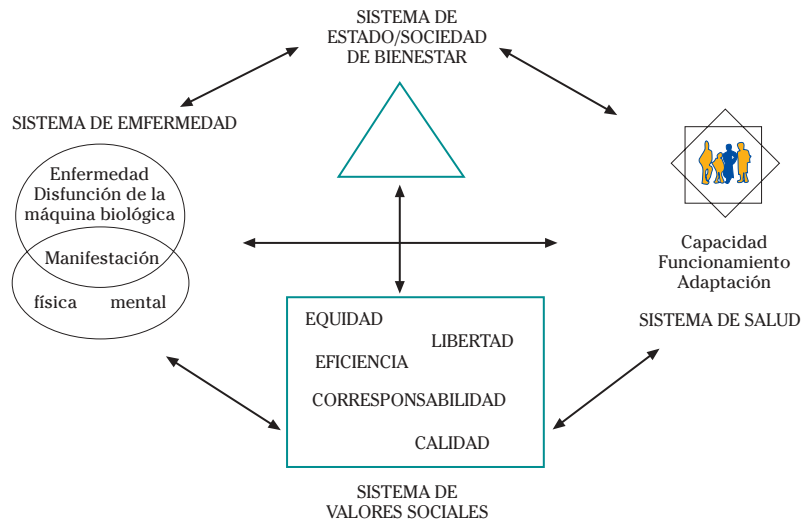 SISTEMA DE
ESTADO/SOCIEDAD
DE BIENESTAR
SISTEMA DE EMFERMEDAD
Enfermedad
Disfunción de la
máquina biológica
Manifestación
física mental
Capacidad
Funcionamiento
Adaptación
SISTEMA DE SALUD
EQUIDAD
LIBERTAD
EFICIENCIA
CORRESPONSABILIDAD
CALIDAD
SISTEMA DE
VALORES SOCIALES